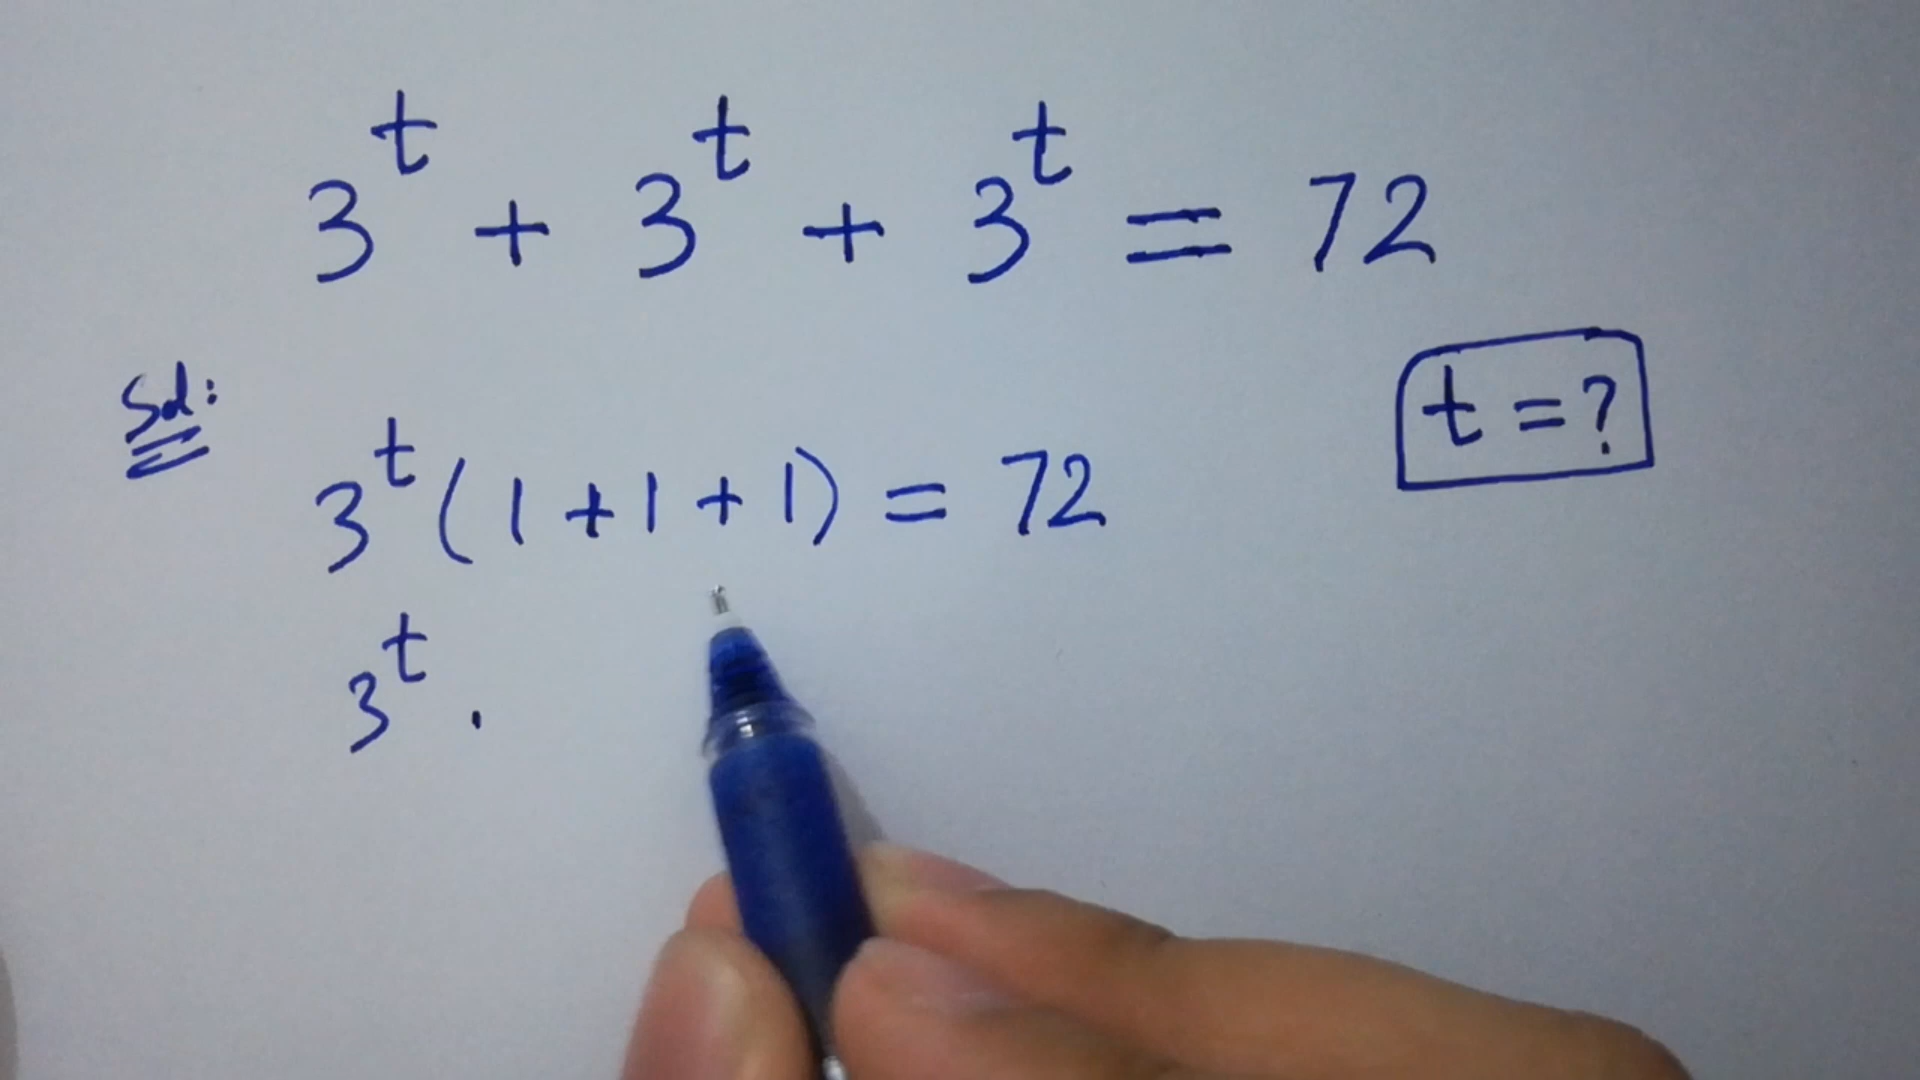 3^t + 3^t + 3^t = 72
t = ?
Sol:
3^t (1 + 1 + 1) = 72
3^t .